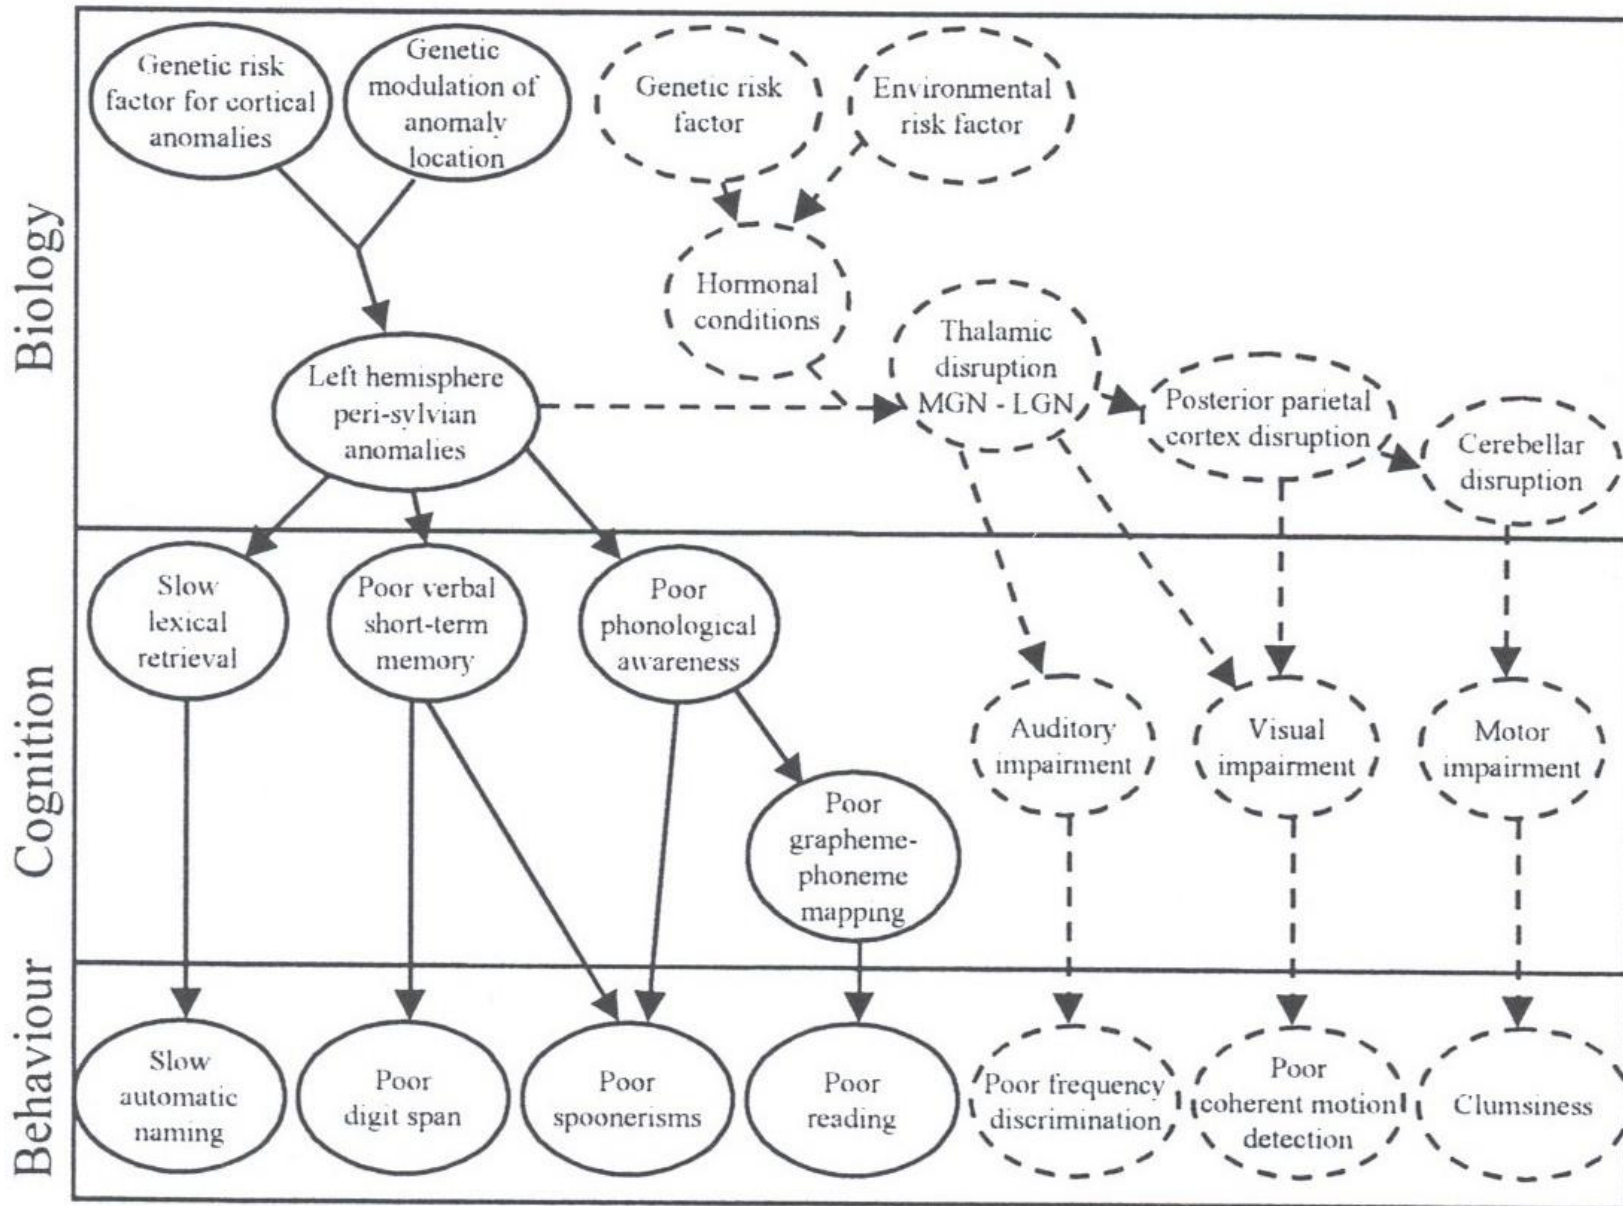 Biology
Genetic risk
factor for cortical
anomalies
Genetic
modulation of
anomaly
location
Genetic risk
factor
Environmental
risk factor
Hormonal
conditions
Left hemisphere
peri-sylvian
anomalies
Thalamic
disruption
MGN - LGN
Posterior parietal
cortex disruption
Cerebellar
disruption
Cognition
Slow
lexical
retrieval
Poor verbal
short-term
memory
Poor
phonological
awareness
Poor
grapheme-
phoneme
mapping
Auditory
impairment
Visual
impairment
Motor
impairment
Behaviour
Slow
automatic
naming
Poor
digit span
Poor
spoonerisms
Poor
reading
Poor frequency
discrimination
Poor
coherent motion
detection
Clumsiness